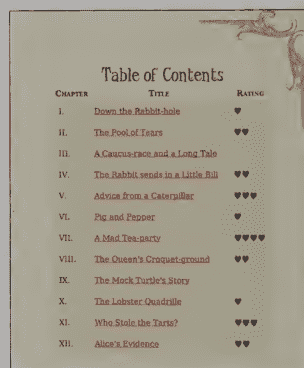 Table of Contents
CHAPTER TITLE RATING
I. Down the Rabbit-hole ♥
II. The Pool of Tears ♥♥
III. A Caucus-race and a Long Tale
IV. The Rabbit sends in a Little Bill ♥♥
V. Advice from a Caterpillar ♥♥♥
VI. Pig and Pepper ♥
VII. A Mad Tea-party ♥♥♥♥
VIII. The Queen's Croquet-ground ♥♥
IX. The Mock Turtle's Story
X. The Lobster Quadrille ♥
XI. Who Stole the Tarts? ♥♥♥
XII. Alice's Evidence ♥♥